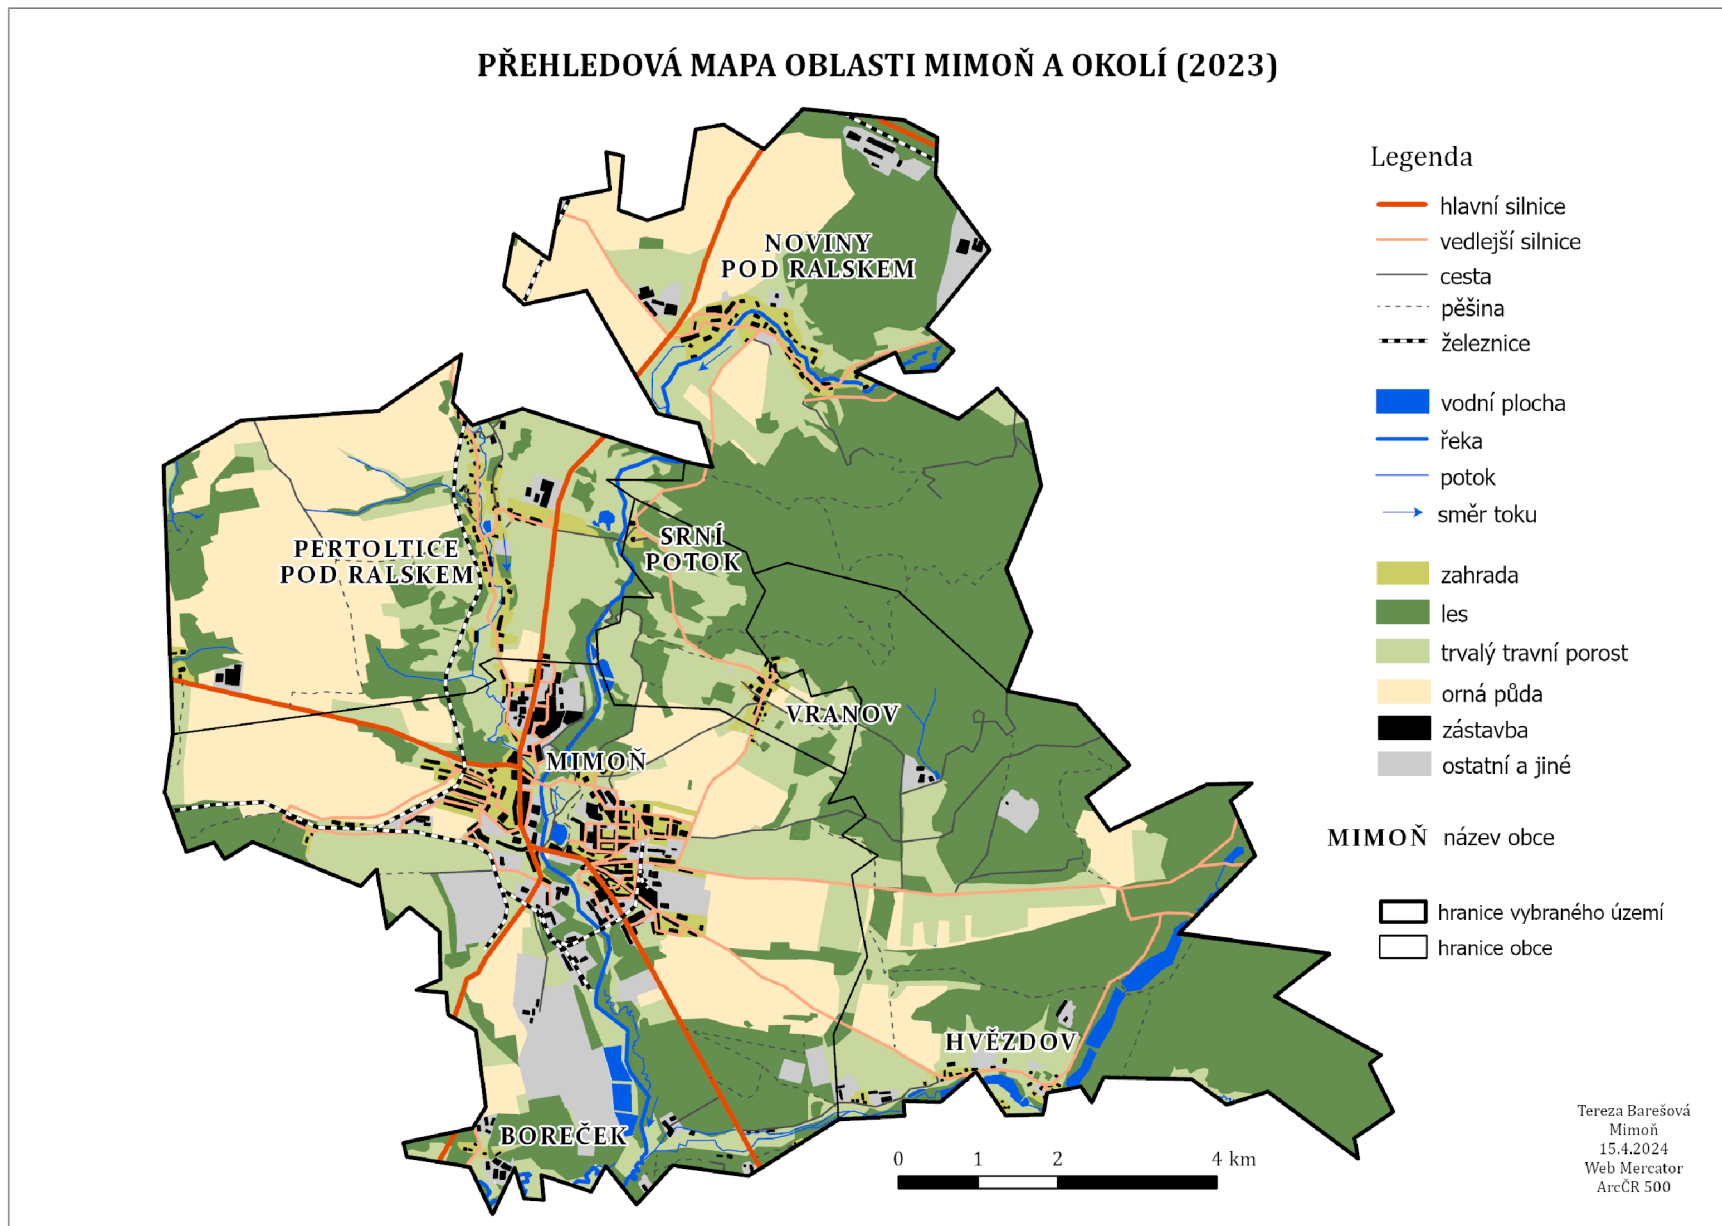 PŘEHLEDOVÁ MAPA OBLASTI MIMOŇ A OKOLÍ (2023)
NOVINY
POD RALSKEM
SRNÍ
POTOK
PERTOLTICE
POD RALSKEM
VRANOV
MIMOŇ
HVĚZDOV
BOREČEK
Legenda
hlavní silnice
vedlejší silnice
cesta
pěšina
železnice
vodní plocha
řeka
potok
směr toku
zahrada
les
trvalý travní porost
orná půda
zástavba
ostatní a jiné
MIMOŇ název obce
hranice vybraného území
hranice obce
0 1 2 4 km
Tereza Barešová
Mimoň
15.4.2024
Web Mercator
ArcČR 500